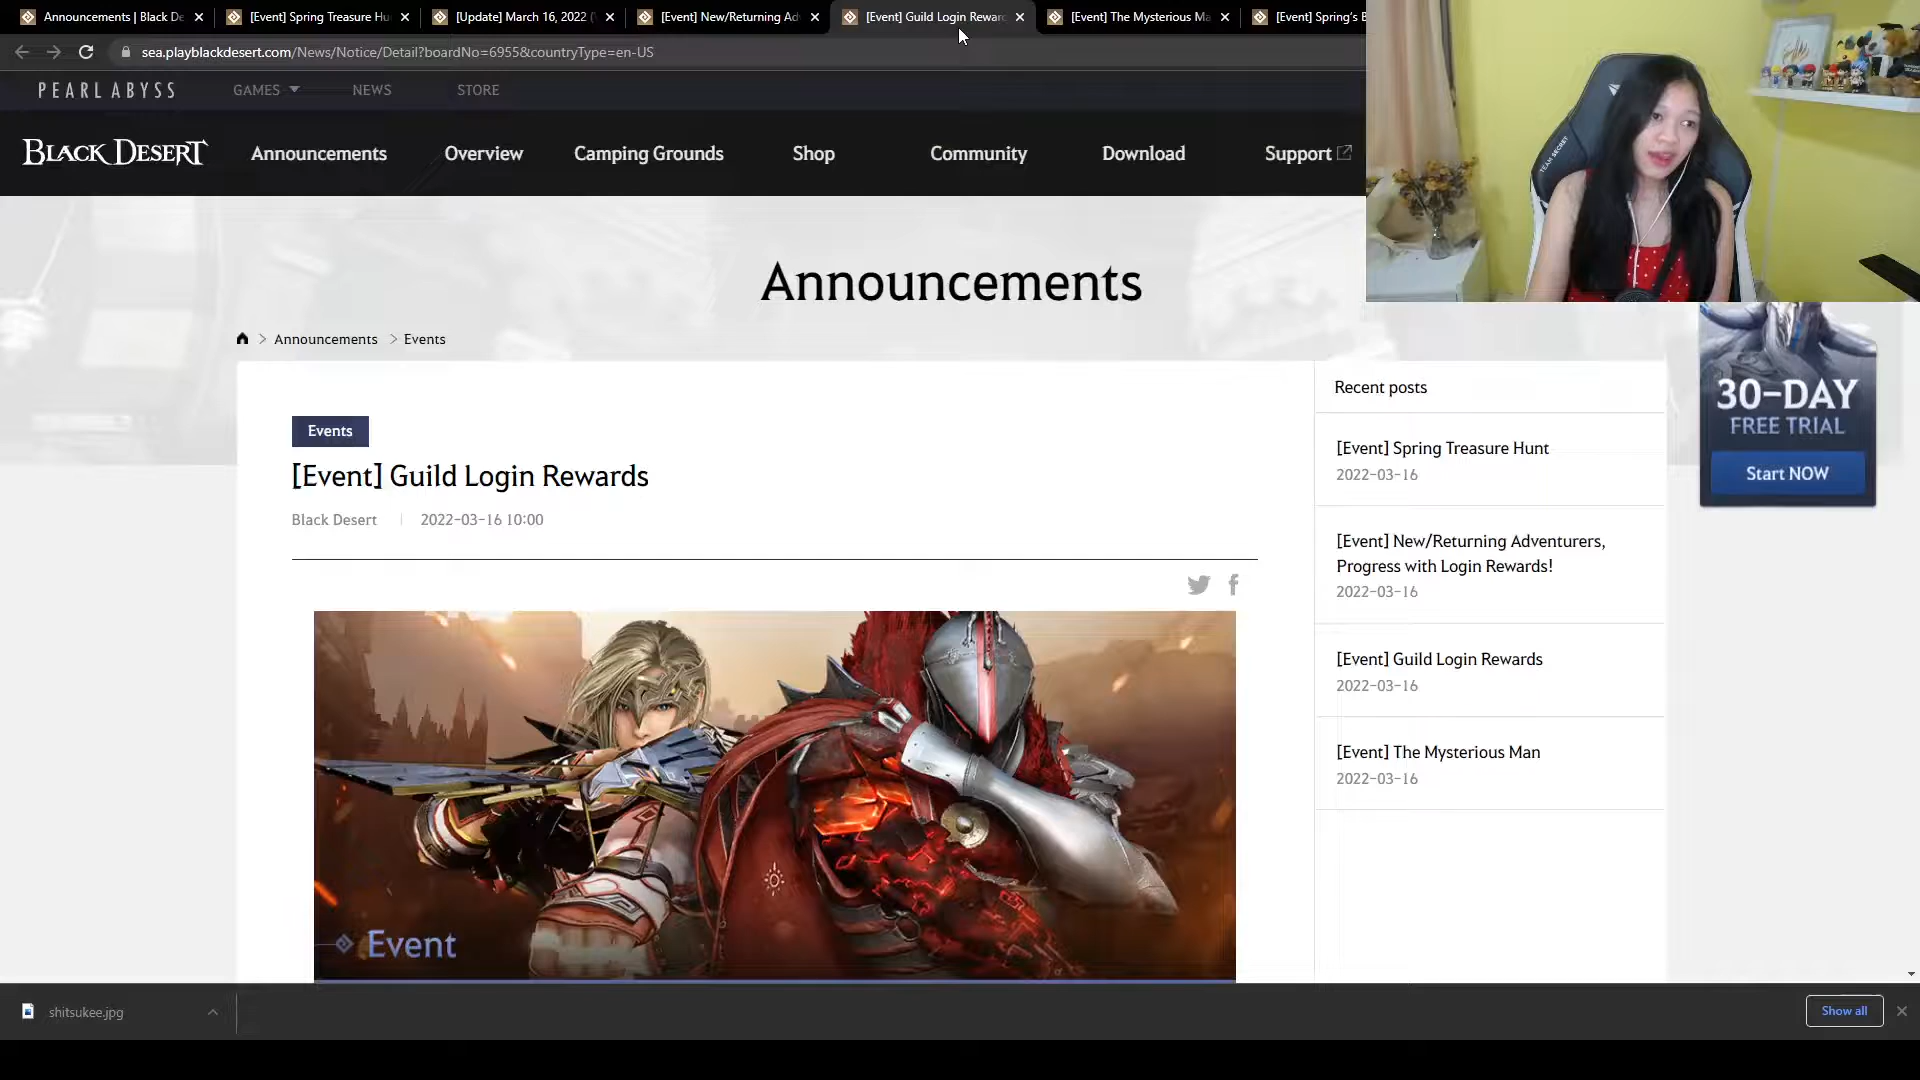 Announcements | Black De
[Event] Spring Treasure Hu
[Update] March 16, 2022 (
[Event] New/Returning Adv
[Event] Guild Login Reward
[Event] The Mysterious Ma
[Event] Spring's B
sea.playblackdesert.com/News/Notice/Detail?boardNo=6955&countryType=en-US
PEARL ABYSS
GAMES
NEWS
STORE
BLACK DESERT
Announcements
Overview
Camping Grounds
Shop
Community
Download
Support
TEAM SECRET
Announcements
Announcements
Events
Events
[Event] Guild Login Rewards
Black Desert
2022-03-16 10:00
Event
Recent posts
[Event] Spring Treasure Hunt
2022-03-16
[Event] New/Returning Adventurers,
Progress with Login Rewards!
2022-03-16
[Event] Guild Login Rewards
2022-03-16
[Event] The Mysterious Man
2022-03-16
30-DAY
FREE TRIAL
Start NOW
shitsukee.jpg
Show all